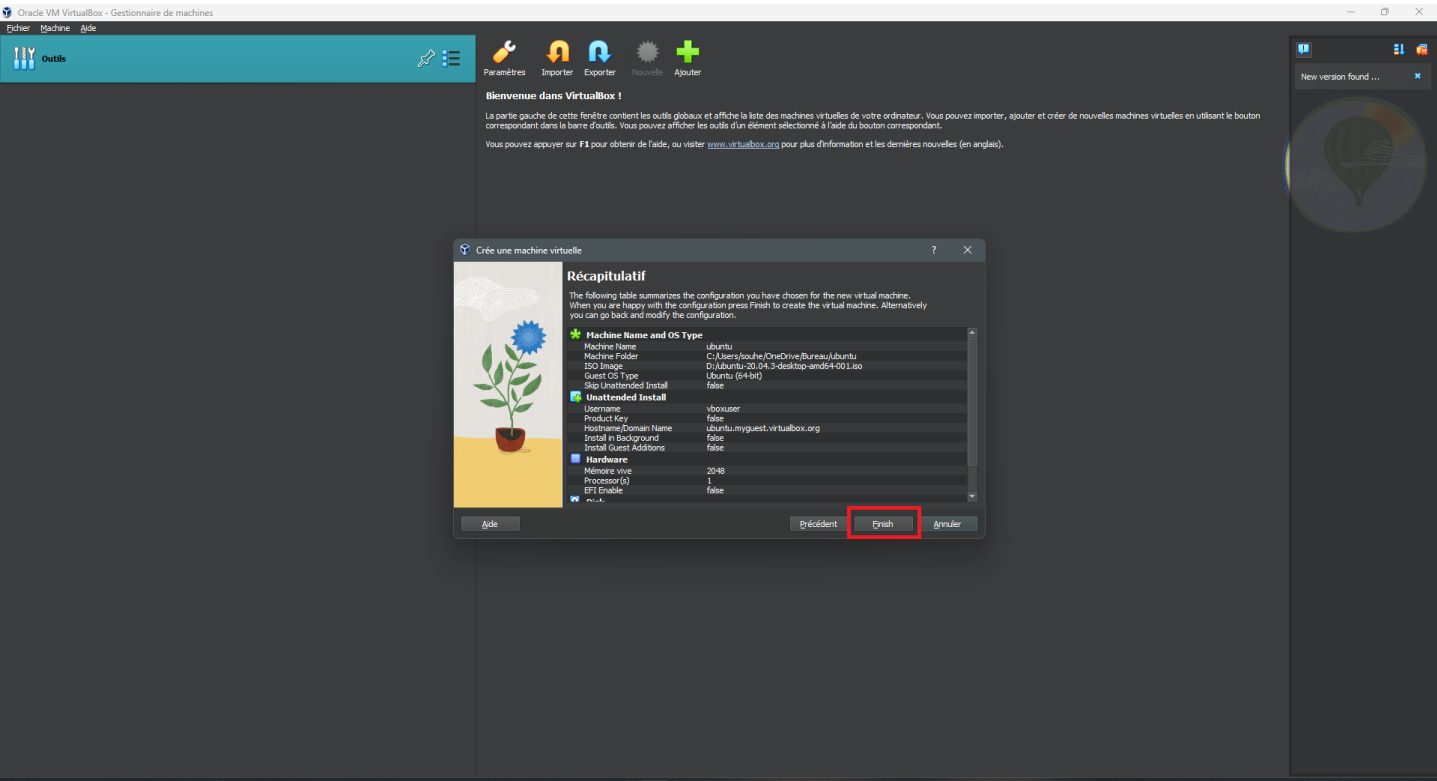 Oracle VM VirtualBox - Gestionnaire de machines
Fichier Machine Aide
Outils
Paramètres Importer Exporter Nouvelle Ajouter
Bienvenue dans VirtualBox !
La partie gauche de cette fenêtre contient les outils globaux et affiche la liste des machines virtuelles de votre ordinateur. Vous pouvez importer, ajouter et créer de nouvelles machines virtuelles en utilisant le bouton
correspondant dans la barre d'outils. Vous pouvez afficher les outils d'un élément sélectionné à l'aide du bouton correspondant.
Vous pouvez appuyer sur F1 pour obtenir de l'aide, ou visiter www.virtualbox.org pour plus d'information et les dernières nouvelles (en anglais).
New version found ...
Crée une machine virtuelle ?
Récapitulatif
The following table summarizes the configuration you have chosen for the new virtual machine.
When you are happy with the configuration press Finish to create the virtual machine. Alternatively
you can go back and modify the configuration.
Machine Name and OS Type
Machine Name ubuntu
Machine Folder C:/Users/souhe/OneDrive/Bureau/ubuntu
ISO Image D:/ubuntu-20.04.3-desktop-amd64-001.iso
Guest OS Type Ubuntu (64-bit)
Skip Unattended Install false
Unattended Install
Username vboxuser
Product Key false
Hostname/Domain Name ubuntu.myguest.virtualbox.org
Install in Background false
Install Guest Additions false
Hardware
Mémoire vive 2048
Processor(s) 1
EFI Enable false
Disk
Aide Précédent Finish Annuler